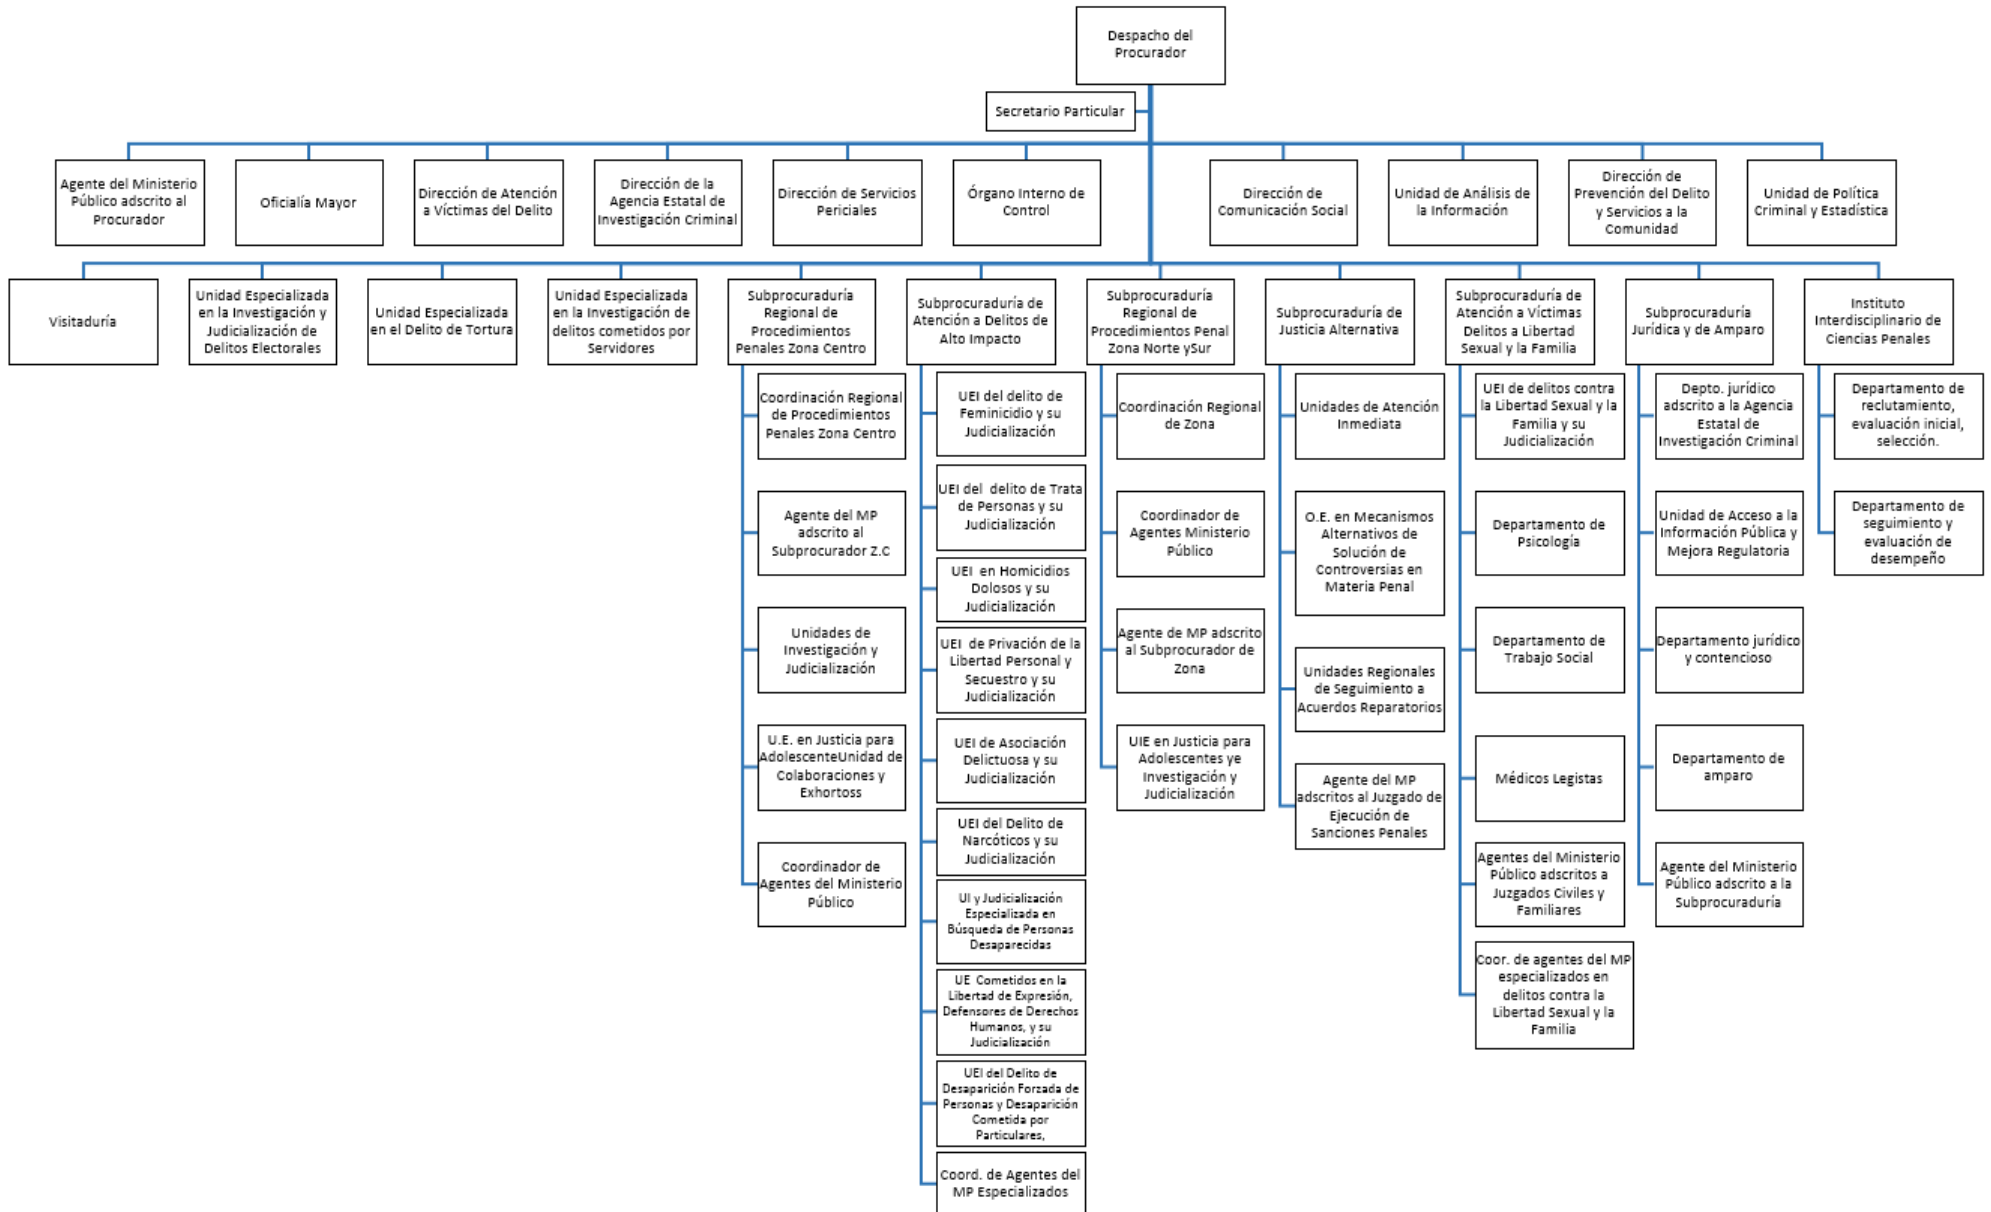 Despacho del
Procurador
Secretario Particular
Agente del Ministerio
Público adscrito al
Procurador
Oficialía Mayor
Dirección de Atención
a Víctimas del Delito
Dirección de la
Agencia Estatal de
Investigación Criminal
Dirección de Servicios
Periciales
Órgano Interno de
Control
Dirección de
Comunicación Social
Unidad de Análisis de
la Información
Dirección de
Prevención del Delito
y Servicios a la
Comunidad
Unidad de Política
Criminal y Estadística
Visitaduría
Unidad Especializada
en la Investigación y
Judicialización de
Delitos Electorales
Unidad Especializada
en el Delito de Tortura
Unidad Especializada
en la Investigación de
delitos cometidos por
Servidores
Subprocuraduría
Regional de
Procedimientos
Penales Zona Centro
Subprocuraduría de
Atención a Delitos de
Alto Impacto
Subprocuraduría
Regional de
Procedimientos Penal
Zona Norte ySur
Subprocuraduría de
Justicia Alternativa
Subprocuraduría de
Atención a Víctimas
Delitos a Libertad
Sexual y la Familia
Subprocuraduría
Jurídica y de Amparo
Instituto
Interdisciplinario de
Ciencias Penales
Coordinación Regional
de Procedimientos
Penales Zona Centro
Agente del MP
adscrito al
Subprocurador Z.C
Unidades de
Investigación y
Judicialización
U.E. en Justicia para
AdolescenteUnidad de
Colaboraciones y
Exhortoss
Coordinador de
Agentes del Ministerio
Público
UEI del delito de
Feminicidio y su
Judicialización
UEI del  delito de Trata
de Personas y su
Judicialización
UEI  en Homicidios
Dolosos y su
Judicialización
UEI  de Privación de la
Libertad Personal y
Secuestro y su
Judicialización
UEI de Asociación
Delictuosa y su
Judicialización
UEI del Delito de
Narcóticos y su
Judicialización
UI y Judicialización
Especializada en
Búsqueda de Personas
Desaparecidas
UE  Cometidos en la
Libertad de Expresión,
Defensores de Derechos
Humanos, y su
Judicialización
UEI del Delito de
Desaparición Forzada de
Personas y Desaparición
Cometida por
Particulares,
Coord. de Agentes del
MP Especializados
Coordinación Regional
de Zona
Coordinador de
Agentes Ministerio
Público
Agente de MP adscrito
al Subprocurador de
Zona
UIE en Justicia para
Adolescentes ye
Investigación y
Judicialización
Unidades de Atención
Inmediata
O.E. en Mecanismos
Alternativos de
Solución de
Controversias en
Materia Penal
Unidades Regionales
de Seguimiento a
Acuerdos Reparatorios
Agente del MP
adscritos al Juzgado de
Ejecución de
Sanciones Penales
UEI de delitos contra
la Libertad Sexual y la
Familia y su
Judicialización
Departamento de
Psicología
Departamento de
Trabajo Social
Médicos Legistas
Agentes del Ministerio
Público adscritos a
Juzgados Civiles y
Familiares
Coor. de agentes del MP
especializados en
delitos contra la
Libertad Sexual y la
Familia
Depto. jurídico
adscrito a la Agencia
Estatal de
Investigación Criminal
Unidad de Acceso a la
Información Pública y
Mejora Regulatoria
Departamento jurídico
y contencioso
Departamento de
amparo
Agente del Ministerio
Público adscrito a la
Subprocuraduría
Departamento de
reclutamiento,
evaluación inicial,
selección.
Departamento de
seguimiento y
evaluación de
desempeño